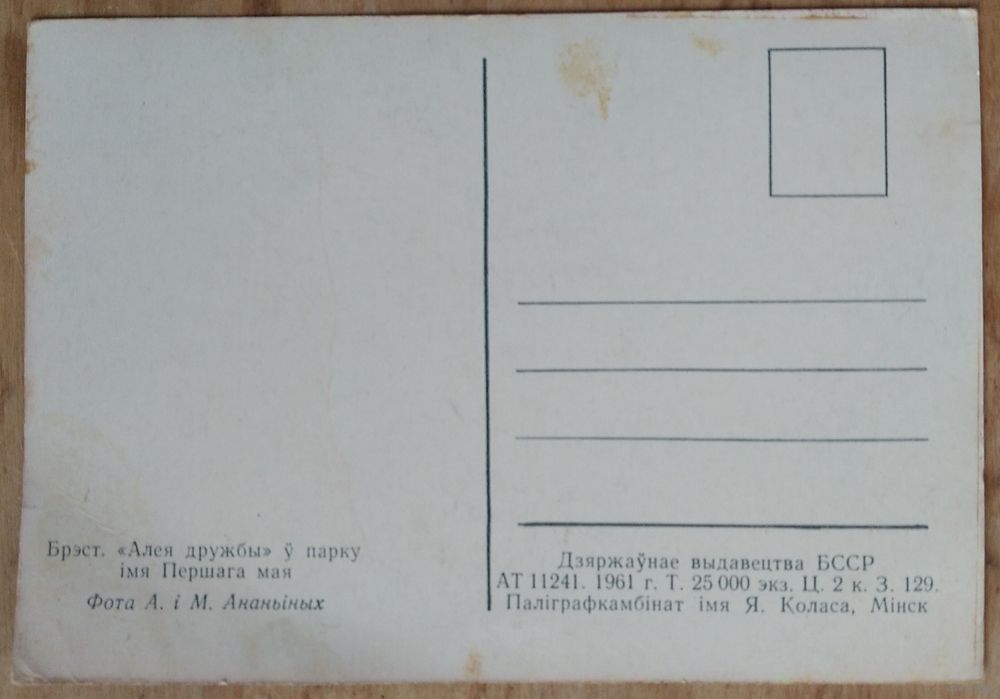 Брэст. «Алея дружбы» ў парку
імя Першага мая
Фота А. і М. Ананьіных
Дзяржаўнае выдавецтва БССР
АТ 11241. 1961 г. Т. 25 000 экз. Ц. 2 к. З. 129.
Паліграфкамбінат імя Я. Коласа, Мінск